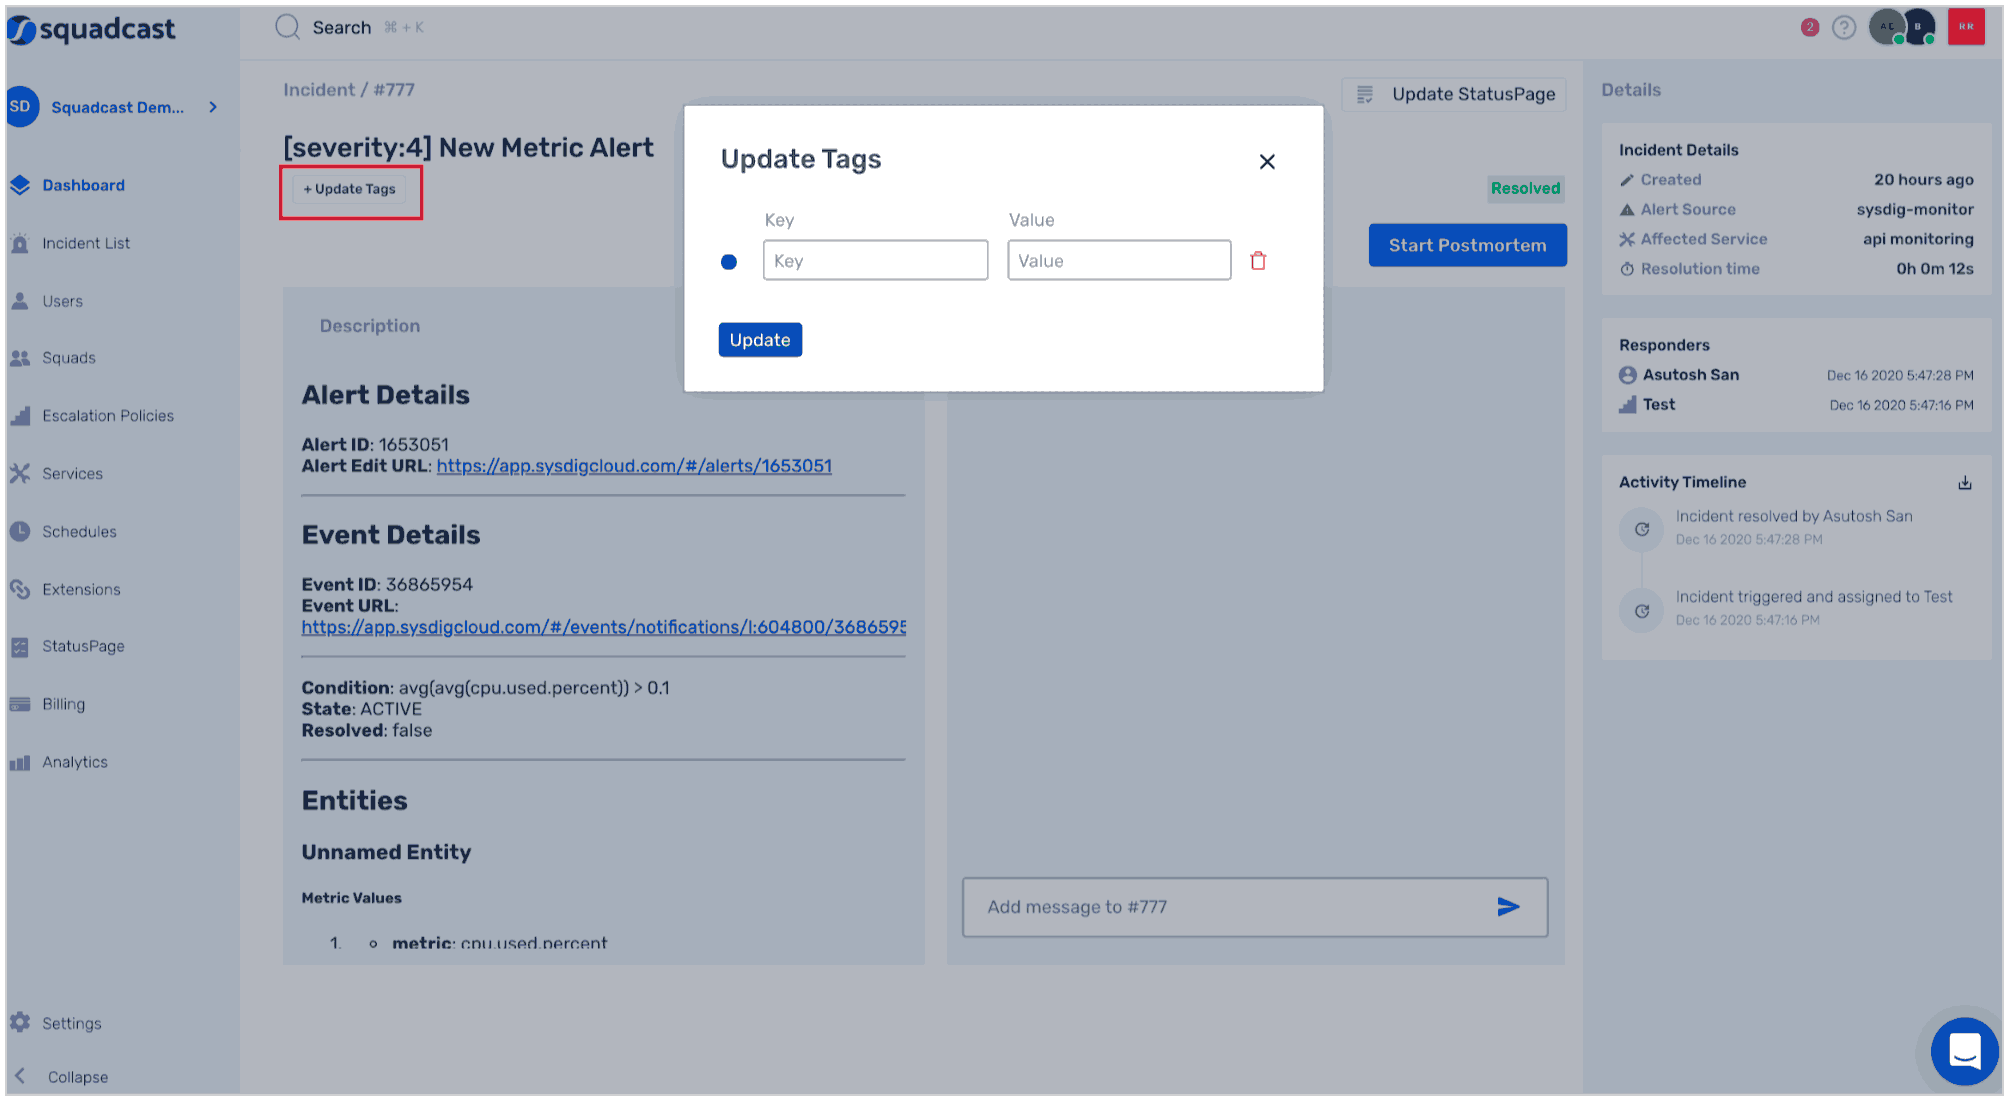 squadcast
Search ⌘ + K
2
?
B
RR
SD
Squadcast Dem...
Dashboard
Incident List
Users
Squads
Escalation Policies
Services
Schedules
Extensions
StatusPage
Billing
Analytics
Settings
Collapse
Incident / #777
Update StatusPage
[severity:4] New Metric Alert
+ Update Tags
Resolved
Start Postmortem
Update Tags
Key
Value
Key
Value
Update
Description
Alert Details
Alert ID: 1653051
Alert Edit URL: https://app.sysdigcloud.com/#/alerts/1653051
Event Details
Event ID: 36865954
Event URL:
https://app.sysdigcloud.com/#/events/notifications/l:604800/3686595
Condition: avg(avg(cpu.used.percent)) > 0.1
State: ACTIVE
Resolved: false
Entities
Unnamed Entity
Metric Values
1. metric: cpu.used.percent
Add message to #777
Details
Incident Details
Created 20 hours ago
Alert Source sysdig-monitor
Affected Service api monitoring
Resolution time 0h 0m 12s
Responders
Asutosh San Dec 16 2020 5:47:28 PM
Test Dec 16 2020 5:47:16 PM
Activity Timeline
Incident resolved by Asutosh San
Dec 16 2020 5:47:28 PM
Incident triggered and assigned to Test
Dec 16 2020 5:47:16 PM